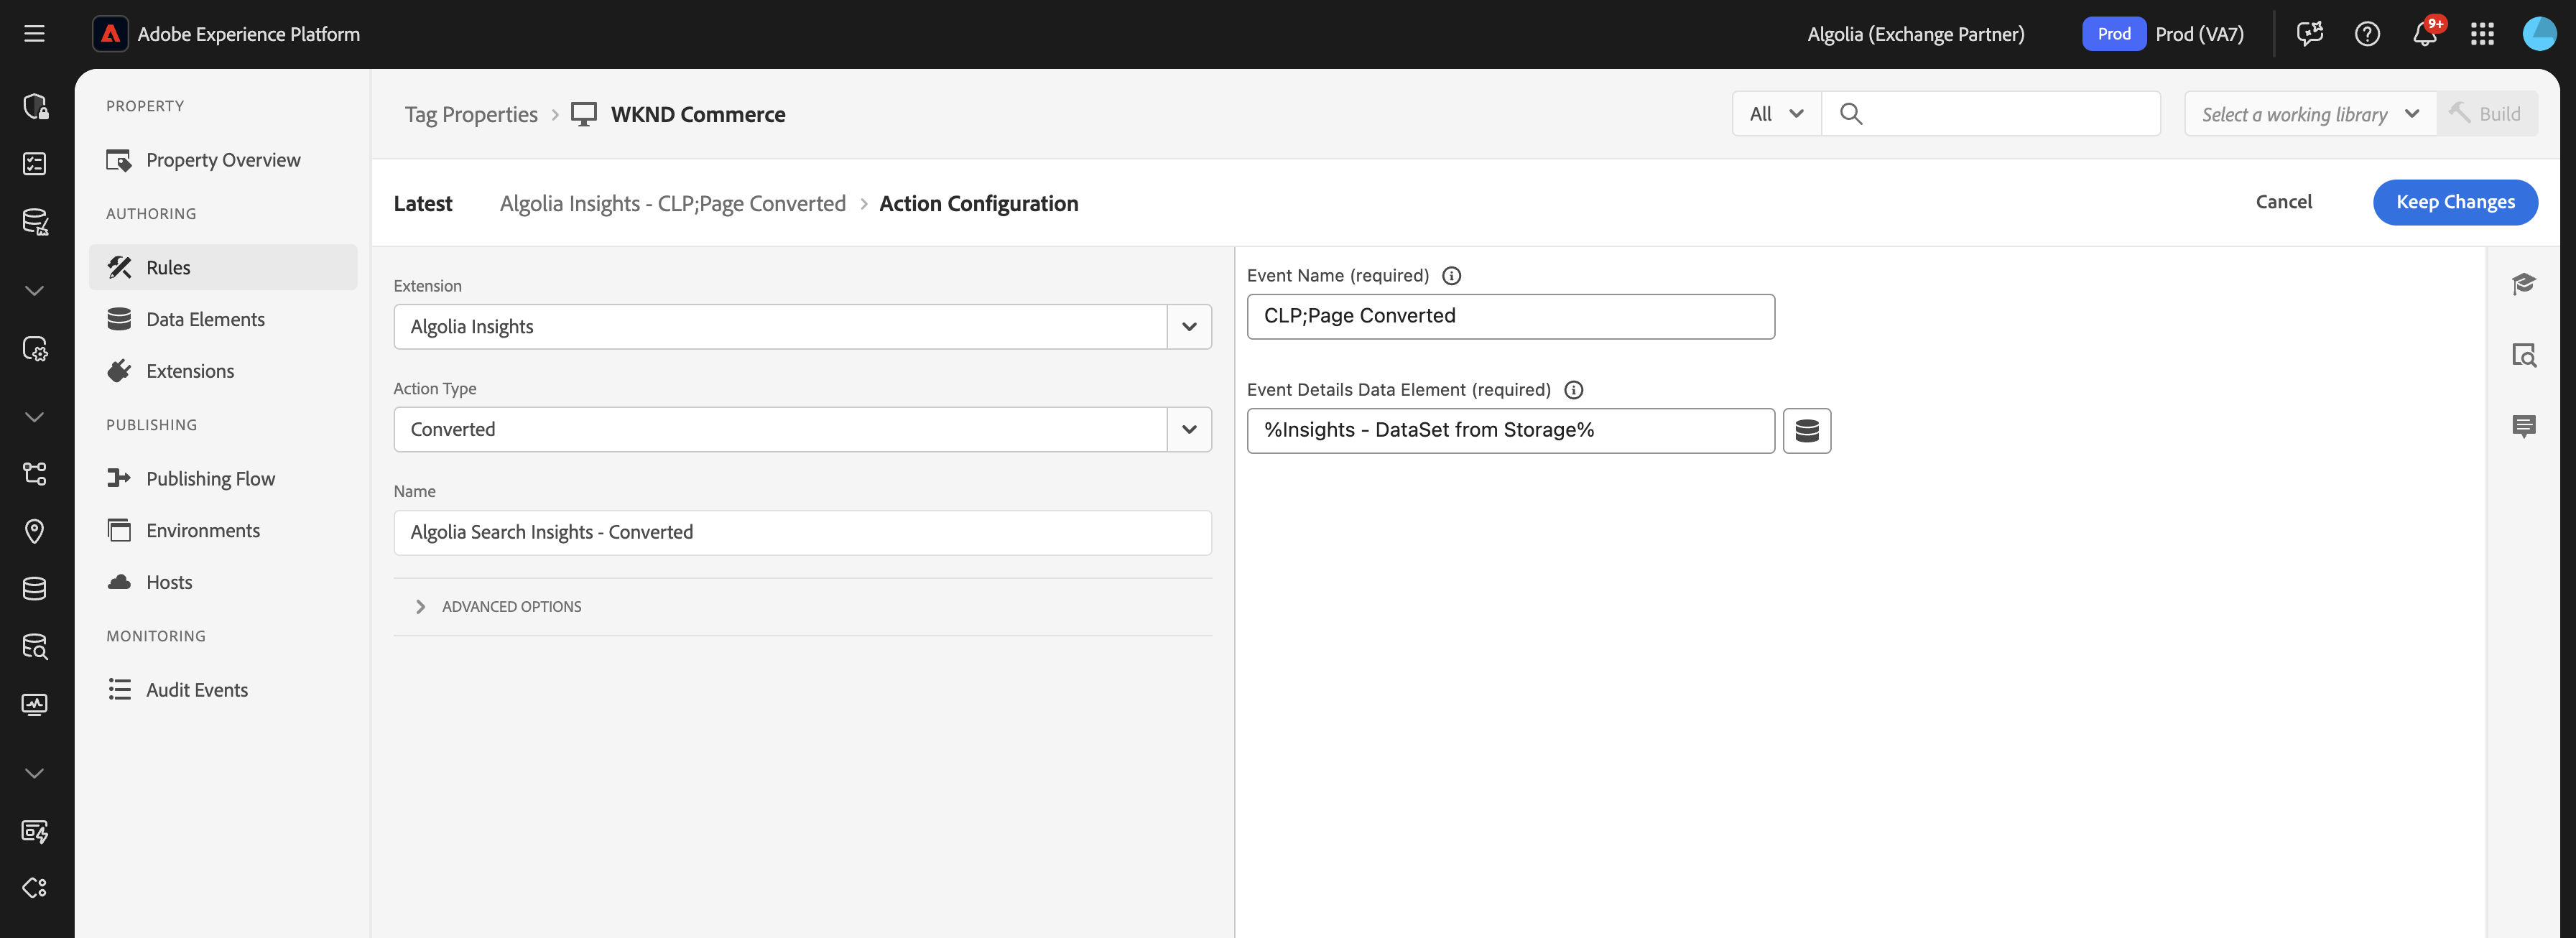 Adobe Experience Platform
Algolia (Exchange Partner)
Prod
Prod (VA7)
9+
PROPERTY
Property Overview
AUTHORING
Rules
Data Elements
Extensions
PUBLISHING
Publishing Flow
Environments
Hosts
MONITORING
Audit Events
Tag Properties
WKND Commerce
All
Select a working library
Build
Latest
Algolia Insights - CLP;Page Converted
Action Configuration
Cancel
Keep Changes
Extension
Algolia Insights
Action Type
Converted
Name
Algolia Search Insights - Converted
ADVANCED OPTIONS
Event Name (required)
CLP;Page Converted
Event Details Data Element (required)
%Insights - DataSet from Storage%